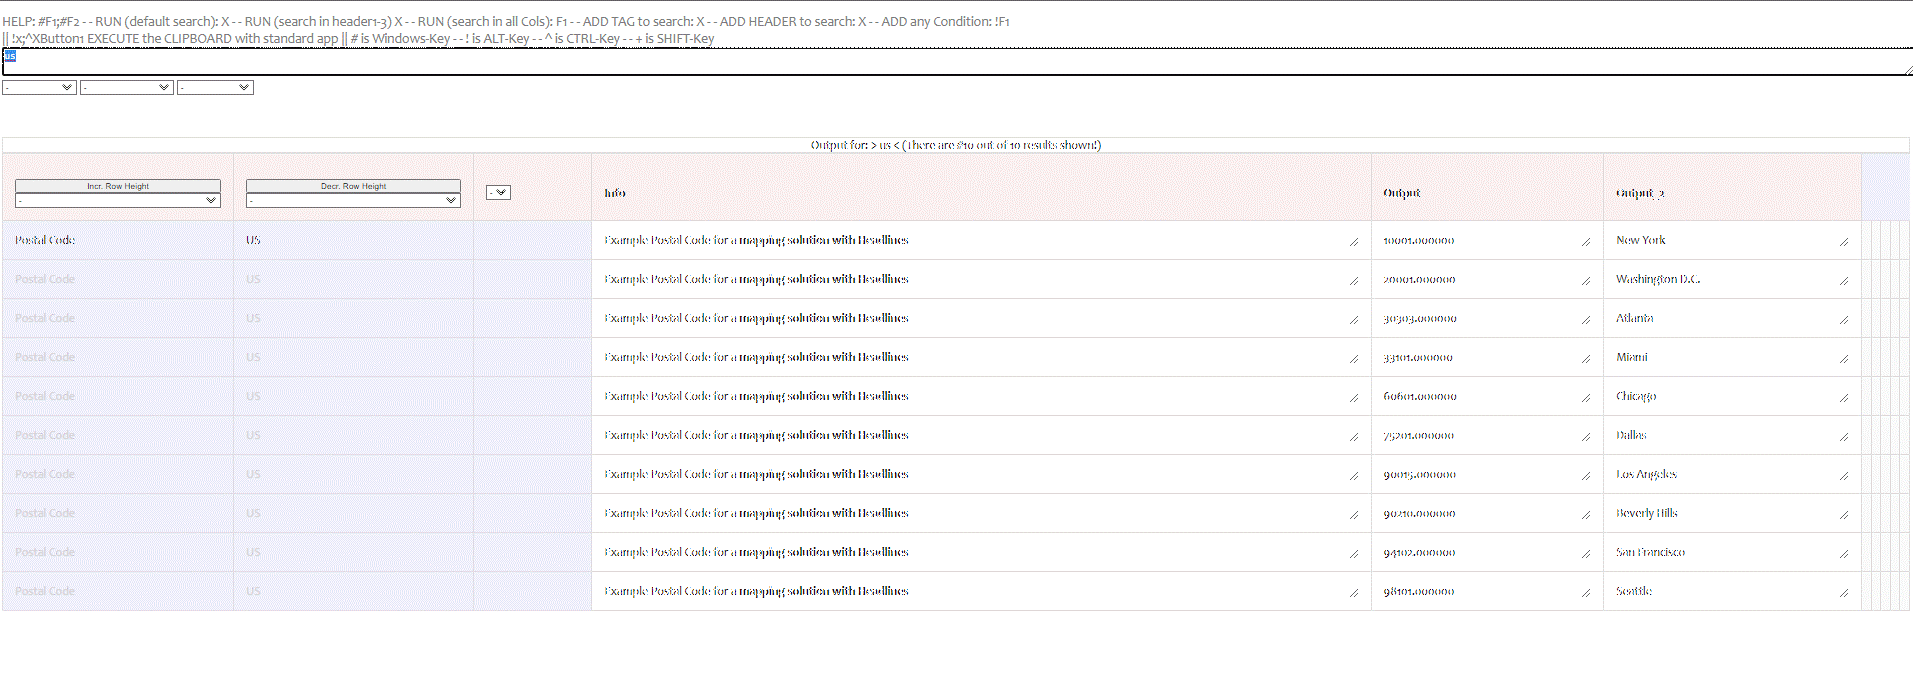 HELP: #F1;#F2 - - RUN (default search): X - - RUN (search in header1-3) X - - RUN (search in all Cols): F1 - - ADD TAG to search: X - - ADD HEADER to search: X - - ADD any Condition: !F1
|| !x;^XButton1 EXECUTE the CLIPBOARD with standard app || # is Windows-Key - - ! is ALT-Key - - ^ is CTRL-Key - - + is SHIFT-Key
us
- - -
Output for: > us < (There are #10 out of 10 results shown!)
Incr. Row Height Decr. Row Height
- - - Info Output Output_2
Postal Code US Example Postal Code for a mapping solution with Headlines 10001.000000 New York
Postal Code US Example Postal Code for a mapping solution with Headlines 20001.000000 Washington D.C.
Postal Code US Example Postal Code for a mapping solution with Headlines 30303.000000 Atlanta
Postal Code US Example Postal Code for a mapping solution with Headlines 33101.000000 Miami
Postal Code US Example Postal Code for a mapping solution with Headlines 60601.000000 Chicago
Postal Code US Example Postal Code for a mapping solution with Headlines 75201.000000 Dallas
Postal Code US Example Postal Code for a mapping solution with Headlines 90015.000000 Los Angeles
Postal Code US Example Postal Code for a mapping solution with Headlines 90210.000000 Beverly Hills
Postal Code US Example Postal Code for a mapping solution with Headlines 94102.000000 San Francisco
Postal Code US Example Postal Code for a mapping solution with Headlines 98101.000000 Seattle